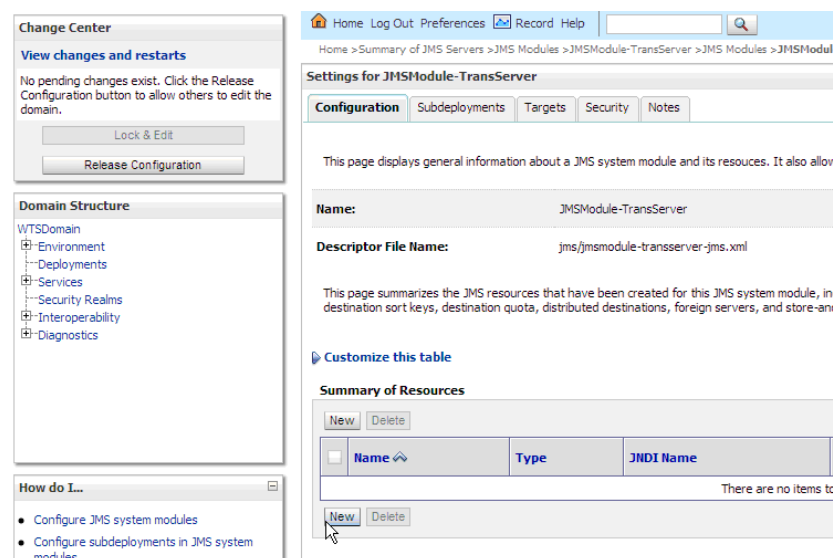 Change Center
View changes and restarts
No pending changes exist. Click the Release
Configuration button to allow others to edit the
domain.
Lock & Edit
Release Configuration
Domain Structure
WTSDomain
Environment
Deployments
Services
Security Realms
Interoperability
Diagnostics
How do I...
Configure JMS system modules
Configure subdeployments in JMS system
modules
Home Log Out Preferences Record Help
Home >Summary of JMS Servers >JMS Modules >JMSModule-TransServer >JMS Modules >JMSModul
Settings for JMSModule-TransServer
Configuration Subdeployments Targets Security Notes
This page displays general information about a JMS system module and its resouces. It also allow
Name: JMSModule-TransServer
Descriptor File Name: jms/jmsmodule-transserver-jms.xml
This page summarizes the JMS resources that have been created for this JMS system module, in
destination sort keys, destination quota, distributed destinations, foreign servers, and store-an
Customize this table
Summary of Resources
New Delete
Name Type JNDI Name
There are no items to
New Delete